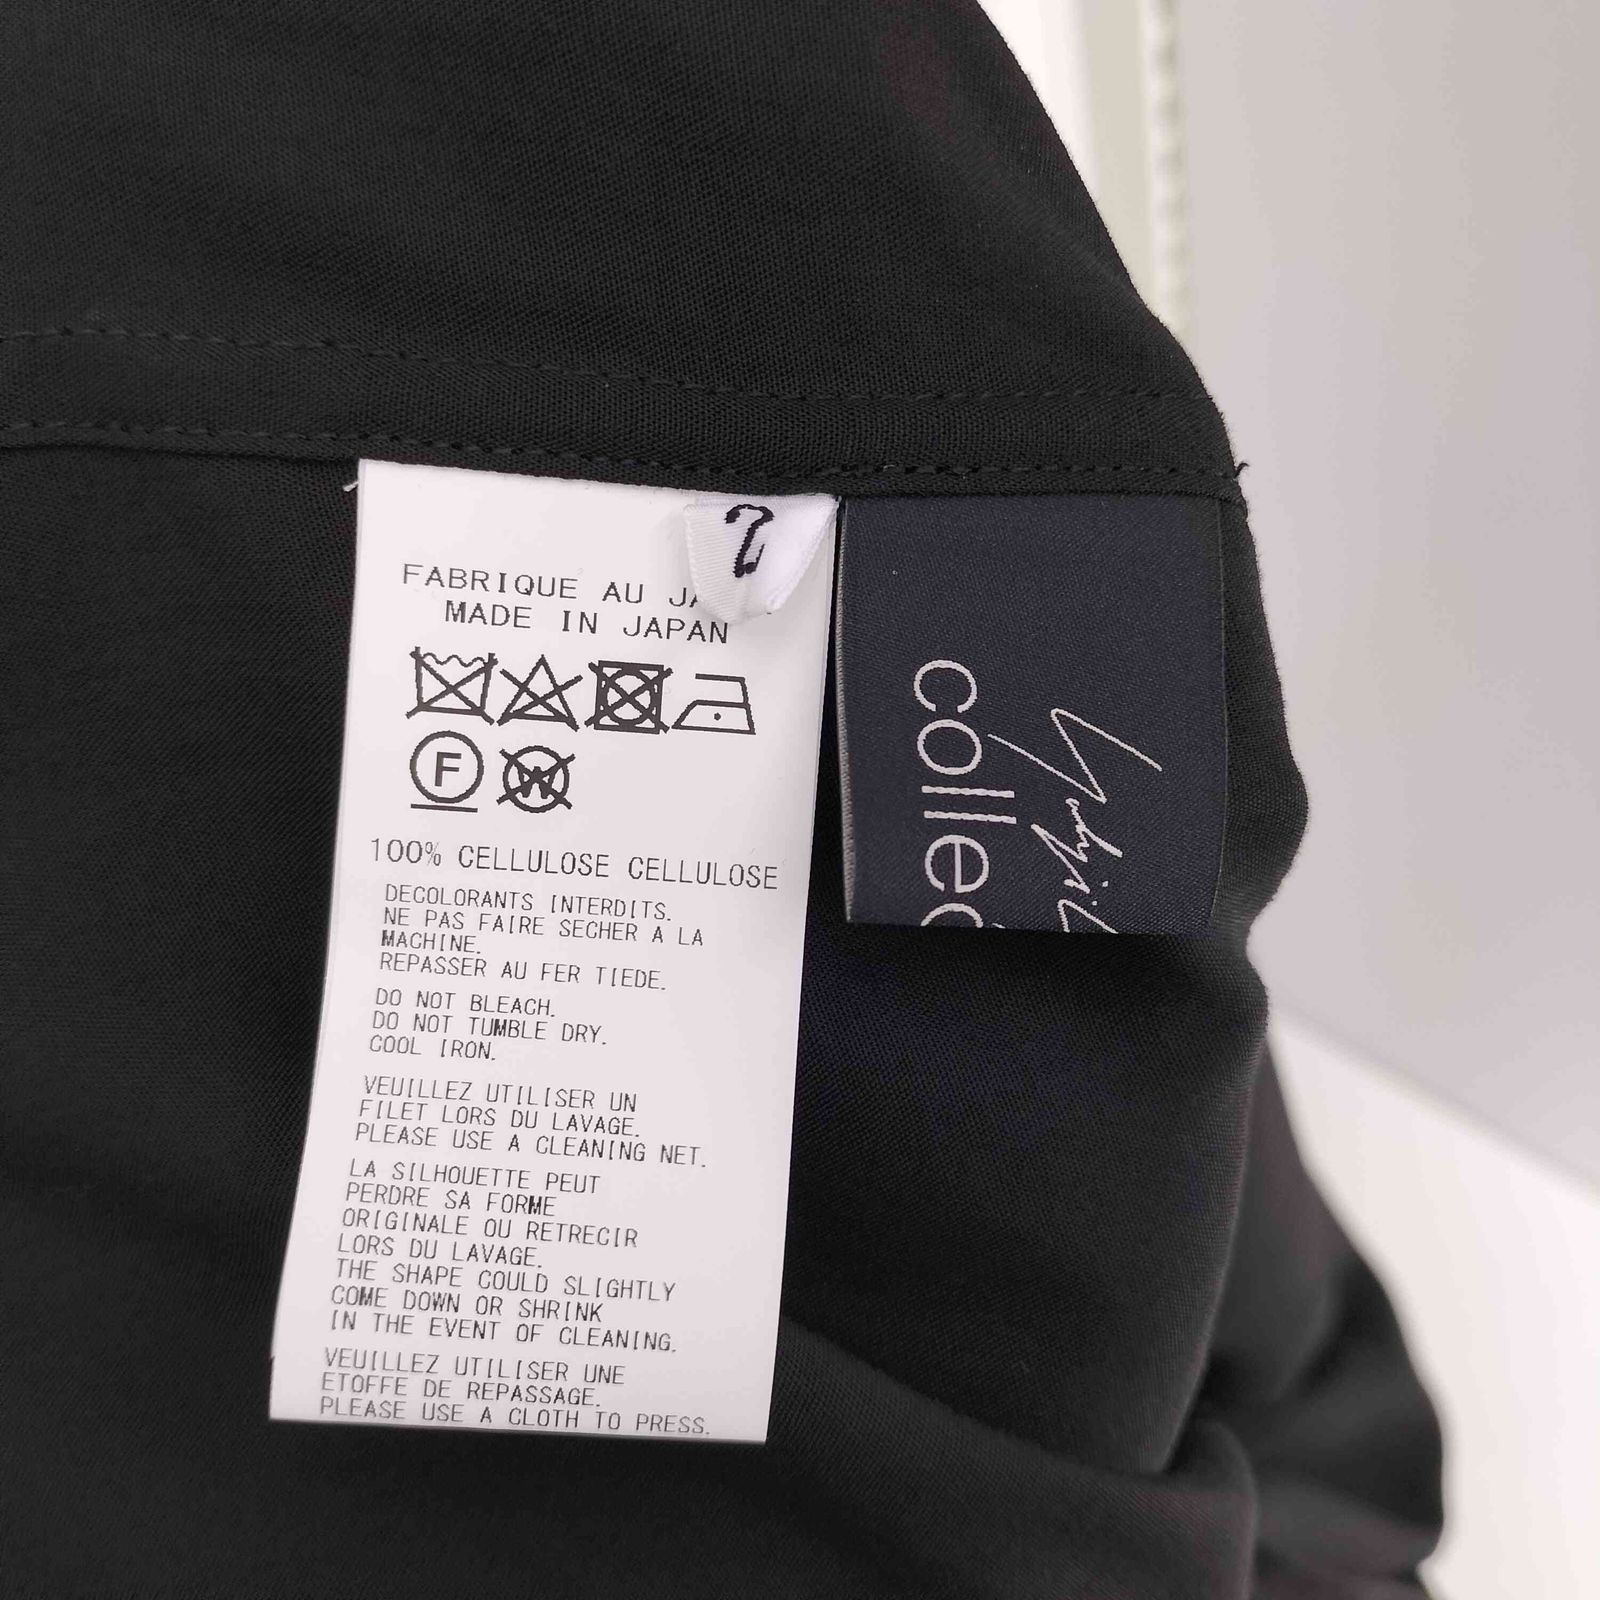 2
FABRIQUE AU
MADE IN JAPAN
F
W
100% CELLULOSE CELLULOSE
DECOLORANTS INTERDITS.
NE PAS FAIRE SECHER A LA
MACHINE.
REPASSER AU FER TIEDE.
DO NOT BLEACH.
DO NOT TUMBLE DRY.
COOL IRON.
VEUILLEZ UTILISER UN
FILET LORS DU LAVAGE.
PLEASE USE A CLEANING NET.
LA SILHOUETTE PEUT
PERDRE SA FORME
ORIGINALE OU RETRECIR
LORS DU LAVAGE.
THE SHAPE COULD SLIGHTLY
COME DOWN OR SHRINK
IN THE EVENT OF CLEANING.
VEUILLEZ UTILISER UNE
ETOFFE DE REPASSAGE.
PLEASE USE A CLOTH TO PRESS.
collec